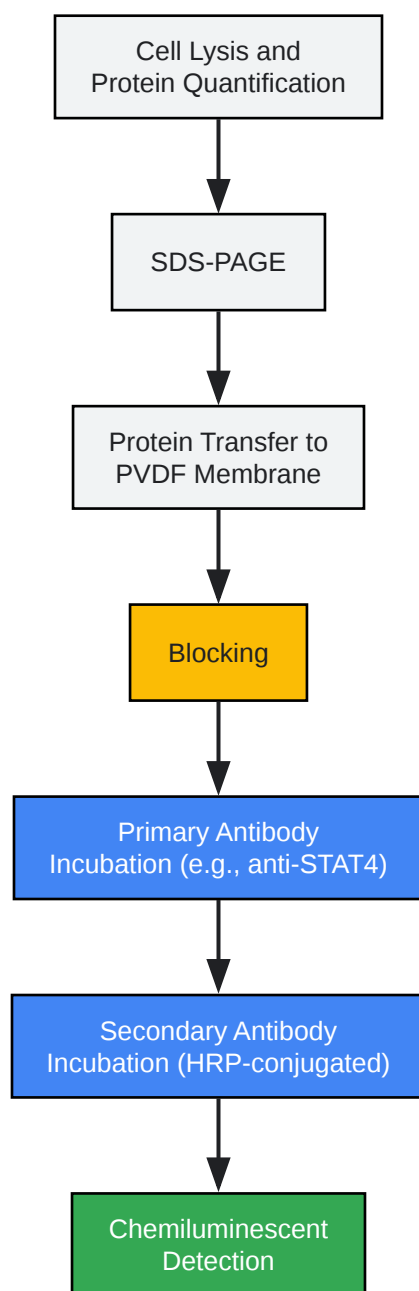 Cell Lysis and
Protein Quantification
SDS-PAGE
Protein Transfer to
PVDF Membrane
Blocking
Primary Antibody
Incubation (e.g., anti-STAT4)
Secondary Antibody
Incubation (HRP-conjugated)
Chemiluminescent
Detection